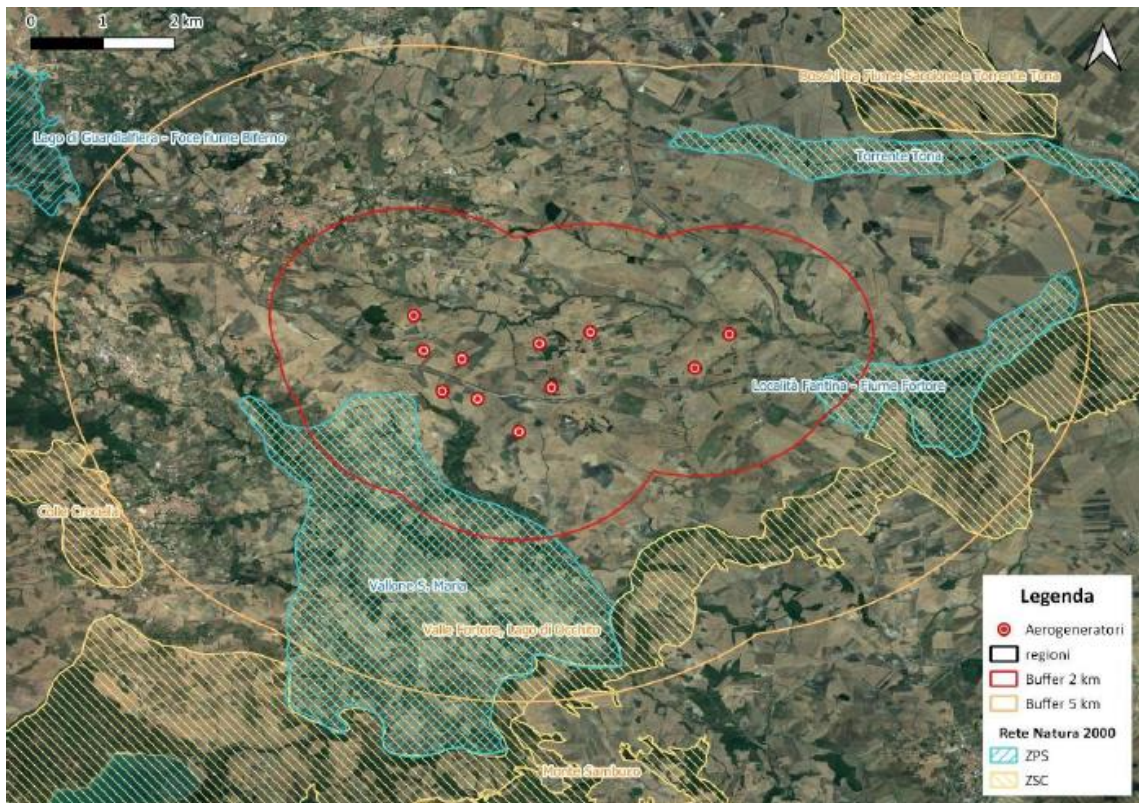 0 1 2 km
Boschi tra Fiume Saccione e Torrente Tona
Lago di Guardialfiera - Foce fiume Biferno
Torrente Tona
Località Fantina - Fiume Fortore
Colle Crocella
Vallone S. Maria
Valle Fortore, Lago di Occhito
Monte Sambuco
Legenda
Aerogeneratori
regioni
Buffer 2 km
Buffer 5 km
Rete Natura 2000
ZPS
ZSC